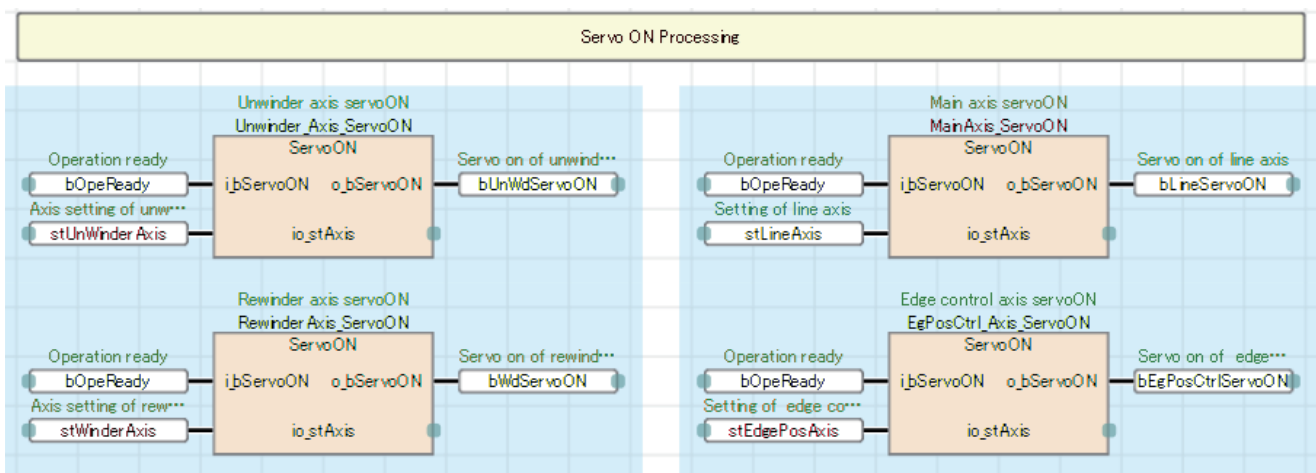 Servo ON Processing
Unwinder axis servoON
Unwinder_Axis_ServoON
ServoON
Operation ready
bOpeReady
i_bServoON
o_bServoON
Servo on of unwind…
bUnWdServoON
Axis setting of unw…
stUnWinderAxis
io_stAxis
Main axis servoON
MainAxis_ServoON
ServoON
Operation ready
bOpeReady
i_bServoON
o_bServoON
Servo on of line axis
bLineServoON
Setting of line axis
stLineAxis
io_stAxis
Rewinder axis servoON
RewinderAxis_ServoON
ServoON
Operation ready
bOpeReady
i_bServoON
o_bServoON
Servo on of rewind…
bWdServoON
Axis setting of rew…
stWinderAxis
io_stAxis
Edge control axis servoON
EgPosCtrl_Axis_ServoON
ServoON
Operation ready
bOpeReady
i_bServoON
o_bServoON
Servo on of edge…
bEgPosCtrlServoON
Setting of edge co…
stEdgePosAxis
io_stAxis